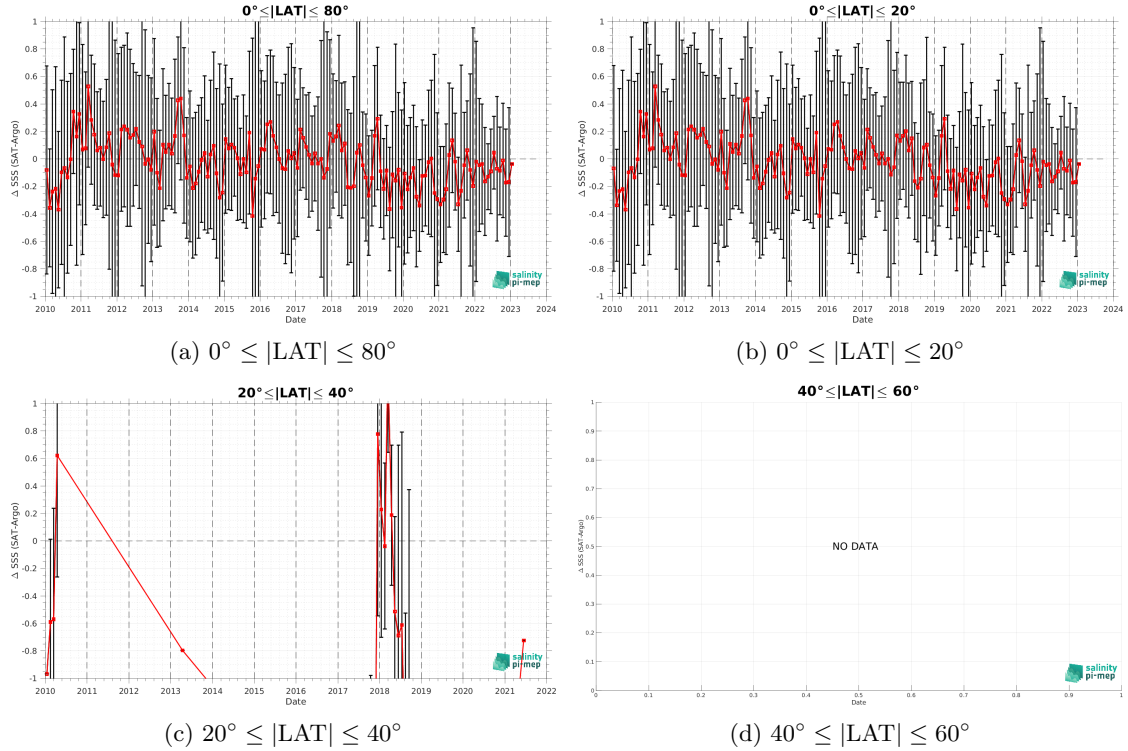 0°≤|LAT|≤ 80°
1
0.8
0.6
0.4
0.2
0
-0.2
-0.4
-0.6
-0.8
-1
Δ SSS (SAT-Argo)
2010 2011 2012 2013 2014 2015 2016 2017 2018 2019 2020 2021 2022 2023 2024
Date
salinity
pi-mep
(a) 0° ≤ |LAT| ≤ 80°
0°≤|LAT|≤ 20°
1
0.8
0.6
0.4
0.2
0
-0.2
-0.4
-0.6
-0.8
-1
Δ SSS (SAT-Argo)
2010 2011 2012 2013 2014 2015 2016 2017 2018 2019 2020 2021 2022 2023 2024
Date
salinity
pi-mep
(b) 0° ≤ |LAT| ≤ 20°
20°≤|LAT|≤ 40°
1
0.8
0.6
0.4
0.2
0
-0.2
-0.4
-0.6
-0.8
-1
Δ SSS (SAT-Argo)
2010 2011 2012 2013 2014 2015 2016 2017 2018 2019 2020 2021 2022
Date
salinity
pi-mep
(c) 20° ≤ |LAT| ≤ 40°
40°≤|LAT|≤ 60°
1
0.9
0.8
0.7
0.6
0.5
0.4
0.3
0.2
0.1
0
Δ SSS (SAT-Argo)
NO DATA
0 0.1 0.2 0.3 0.4 0.5 0.6 0.7 0.8 0.9 1
Date
salinity
pi-mep
(d) 40° ≤ |LAT| ≤ 60°